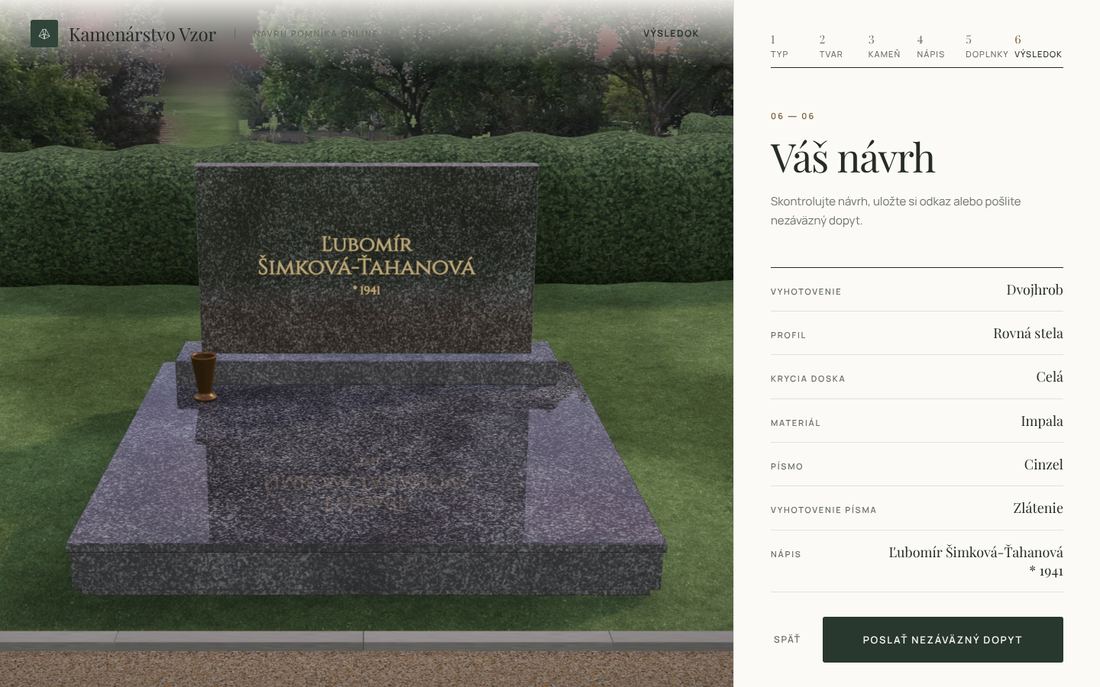 Kamenárstvo Vzor
NÁVRH POMNÍKA ONLINE
VÝSLEDOK
ĽUBOMÍR
ŠIMKOVÁ-ŤAHANOVÁ
* 1941
1 2 3 4 5 6
TYP TVAR KAMEŇ NÁPIS DOPLNKY VÝSLEDOK
06 — 06
Váš návrh
Skontrolujte návrh, uložte si odkaz alebo pošlite
nezáväzný dopyt.
VYHOTOVENIE Dvojhrob
PROFIL Rovná stela
KRYCIA DOSKA Celá
MATERIÁL Impala
PÍSMO Cinzel
VYHOTOVENIE PÍSMA Zlátenie
NÁPIS Ľubomír Šimková-Ťahanová
* 1941
SPÄŤ POSLAŤ NEZÁVÄZNÝ DOPYT